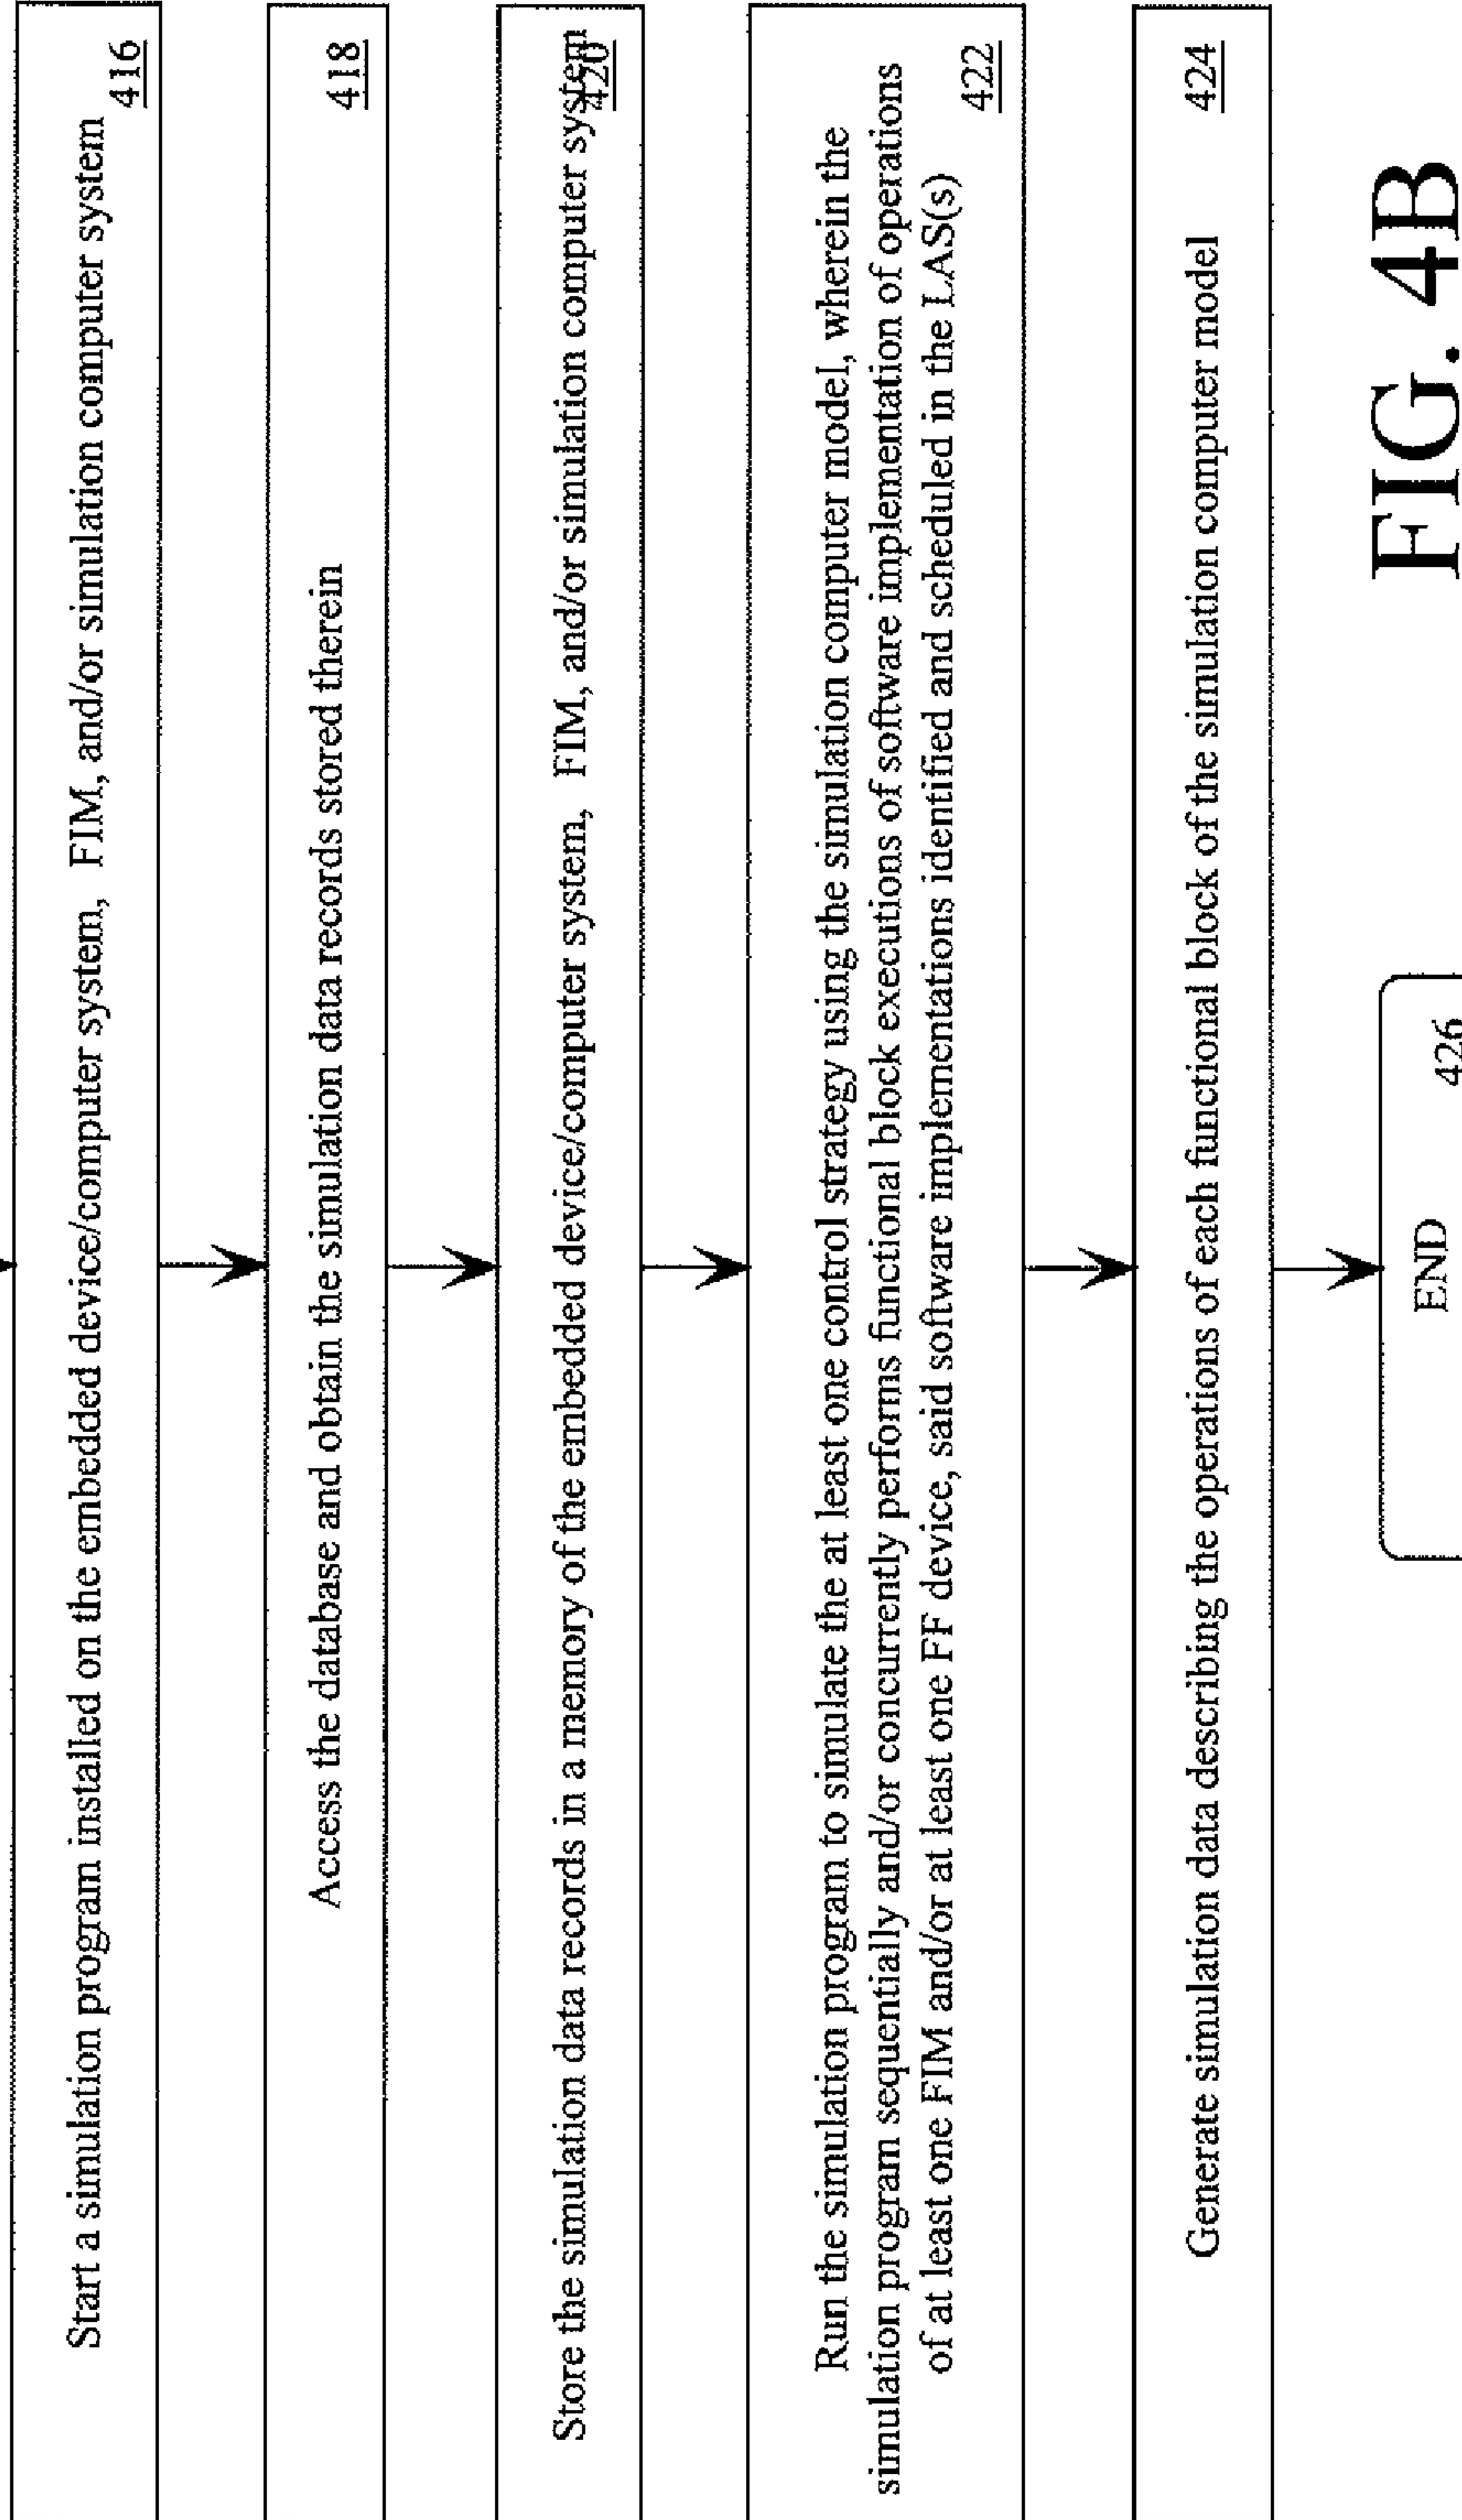 Start a simulation program installed on the embedded device/computer system, FIM, and/or simulation computer system
416
Access the database and obtain the simulation data records stored therein
418
Store the simulation data records in a memory of the embedded device/computer system, FIM, and/or simulation computer system
420
Run the simulation program to simulate the at least one control strategy using the simulation computer model, wherein the
simulation program sequentially and/or concurrently performs functional block executions of software implementation of operations
of at least one FIM and/or at least one FF device, said software implementations identified and scheduled in the LAS(s)
422
Generate simulation data describing the operations of each functional block of the simulation computer model
424
END
426
FIG. 4B